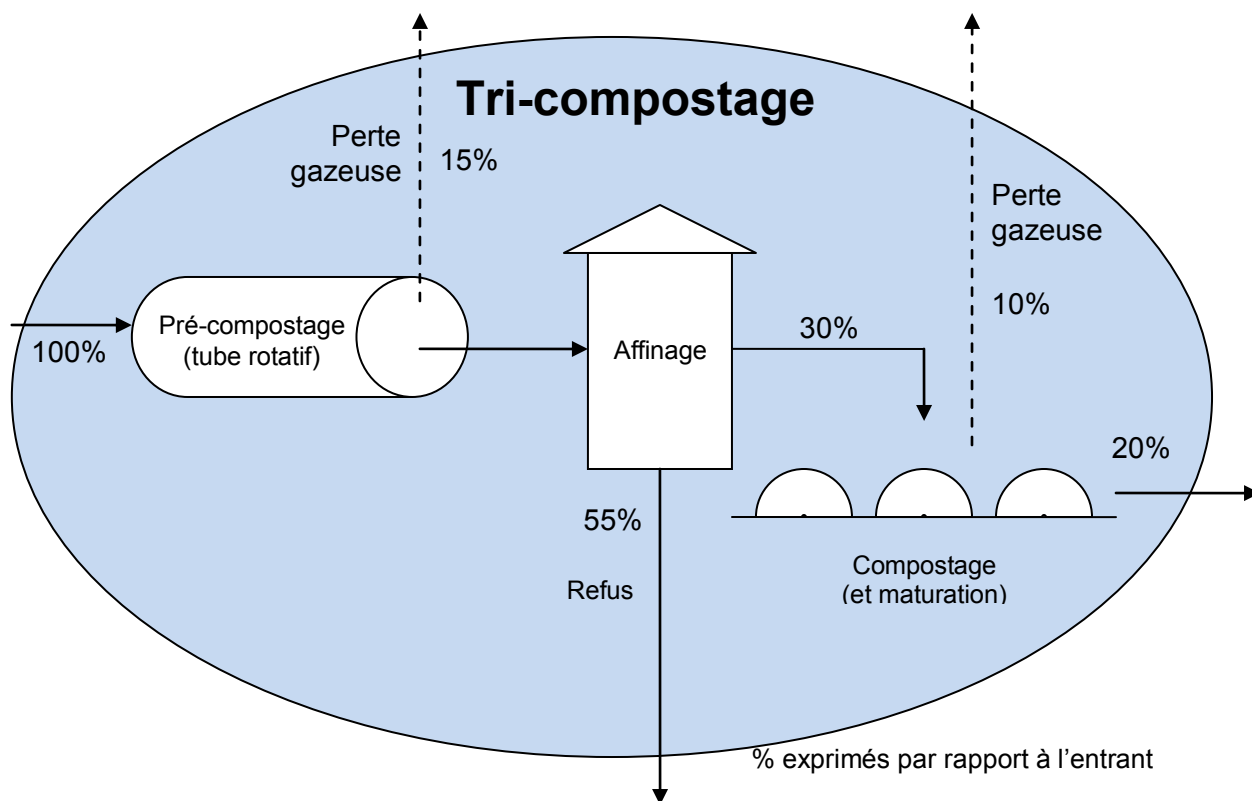 Tri-compostage
Perte
gazeuse
15%
Perte
gazeuse
10%
100%
Pré-compostage
(tube rotatif)
Affinage
30%
20%
55%
Refus
Compostage
(et maturation)
% exprimés par rapport à l’entrant